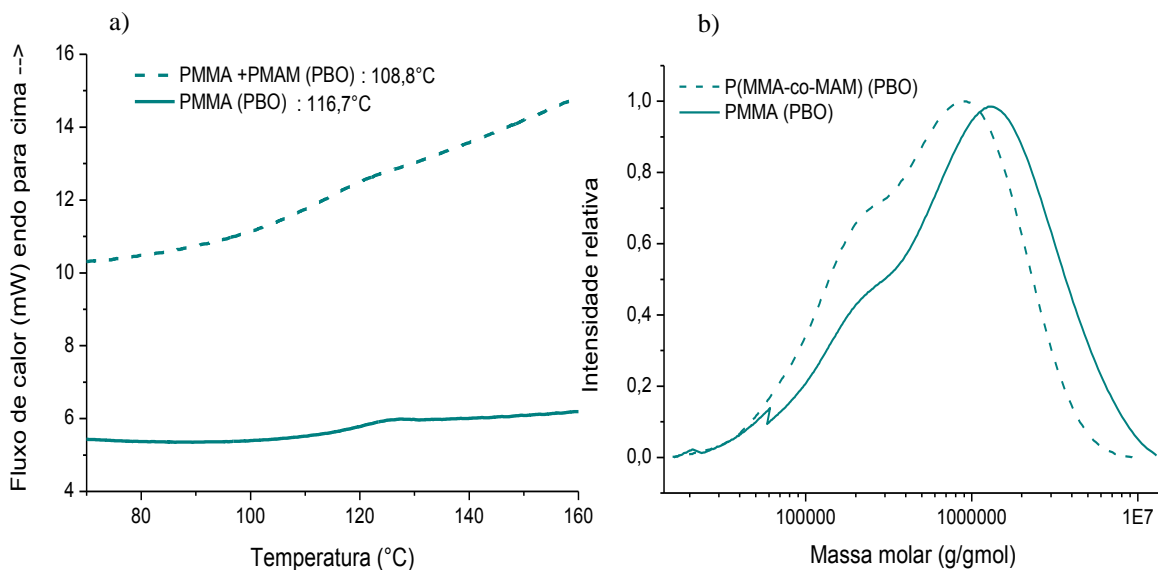 a)
Fluxo de calor (mW) endo para cima -->
16
14
12
10
8
6
4
PMMA +PMAM (PBO) : 108,8°C
PMMA (PBO) : 116,7°C
80 100 120 140 160
Temperatura (°C)
b)
Intensidade relativa
1,0
0,8
0,6
0,4
0,2
0,0
P(MMA-co-MAM) (PBO)
PMMA (PBO)
100000 1000000 1E7
Massa molar (g/gmol)